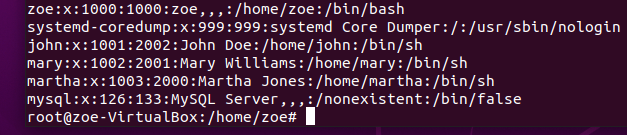 zoe:x:1000:1000:zoe,,,:/home/zoe:/bin/bash
systemd-coredump:x:999:999:systemd Core Dumper:/:/usr/sbin/nologin
john:x:1001:2002:John Doe:/home/john:/bin/sh
mary:x:1002:2001:Mary Williams:/home/mary:/bin/sh
martha:x:1003:2000:Martha Jones:/home/martha:/bin/sh
mysql:x:126:133:MySQL Server,,,:/nonexistent:/bin/false
root@zoe-VirtualBox:/home/zoe#